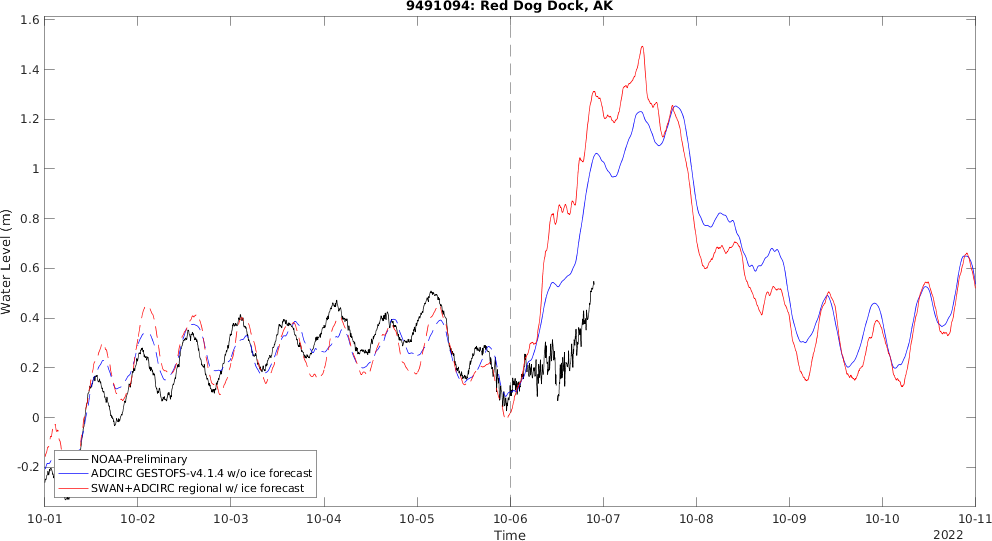 9491094: Red Dog Dock, AK
1.6
1.4
1.2
1
0.8
0.6
0.4
0.2
0
-0.2
Water Level (m)
NOAA-Preliminary
ADCIRC GESTOFS-v4.1.4 w/o ice forecast
SWAN+ADCIRC regional w/ ice forecast
10-01 10-02 10-03 10-04 10-05 10-06 10-07 10-08 10-09 10-10 10-11
Time
2022